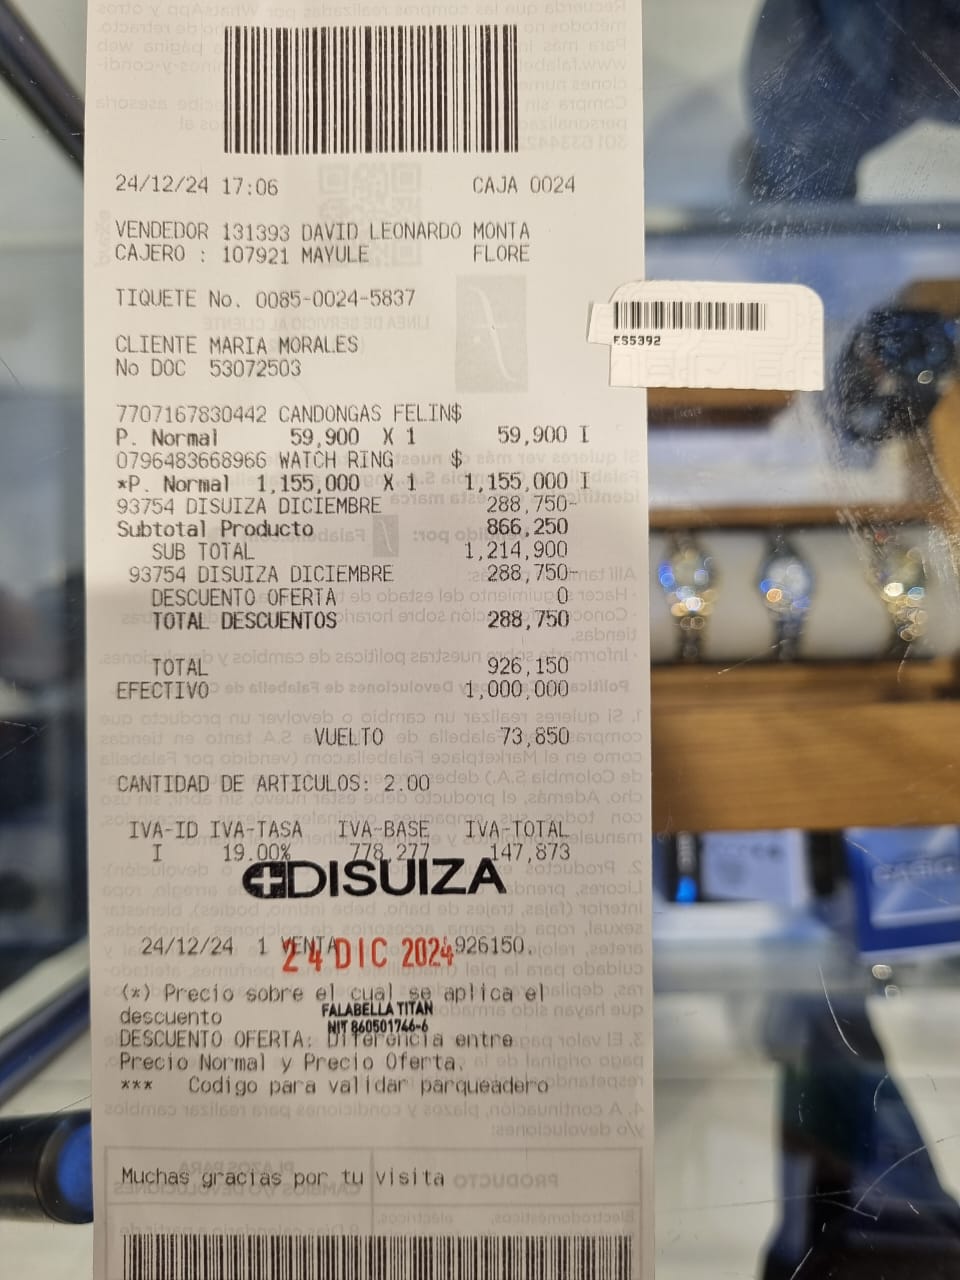 24/12/24 17:06 CAJA 0024
VENDEDOR 131393 DAVID LEONARDO MONTA
CAJERO : 107921 MAYULE FLORE
TIQUETE No. 0085-0024-5837
CLIENTE MARIA MORALES
No DOC 53072503
7707167830442 CANDONGAS FELIN$
P. Normal 59,900 X 1 59,900 I
0796483668966 WATCH RING $
*P. Normal 1,155,000 X 1 1,155,000 I
93754 DISUIZA DICIEMBRE 288,750-
Subtotal Producto 866,250
SUB TOTAL 1,214,900
93754 DISUIZA DICIEMBRE 288,750-
DESCUENTO OFERTA 0
TOTAL DESCUENTOS 288,750
TOTAL 926,150
EFECTIVO 1,000,000
VUELTO 73,850
CANTIDAD DE ARTICULOS: 2.00
IVA-ID IVA-TASA IVA-BASE IVA-TOTAL
I 19.00% 778,277 147,873
DISUIZA
24/12/24 1 VENTA 926150.
24 DIC 2024
(*) Precio sobre el cual se aplica el
descuento
FALABELLA TITAN
NIT 860501746-6
DESCUENTO OFERTA: Diferencia entre
Precio Normal y Precio Oferta.
*** Codigo para validar parqueadero
Muchas gracias por tu visita
ES5392